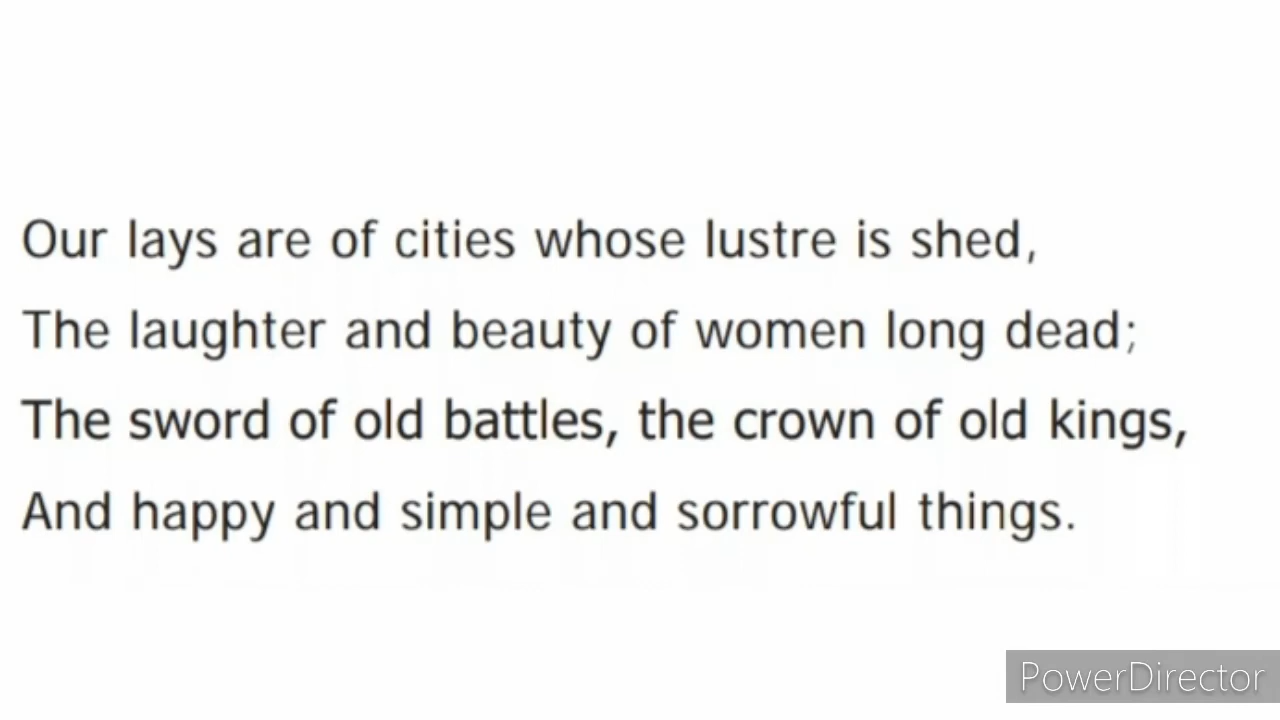 Our lays are of cities whose lustre is shed,
The laughter and beauty of women long dead;
The sword of old battles, the crown of old kings,
And happy and simple and sorrowful things.
PowerDirector